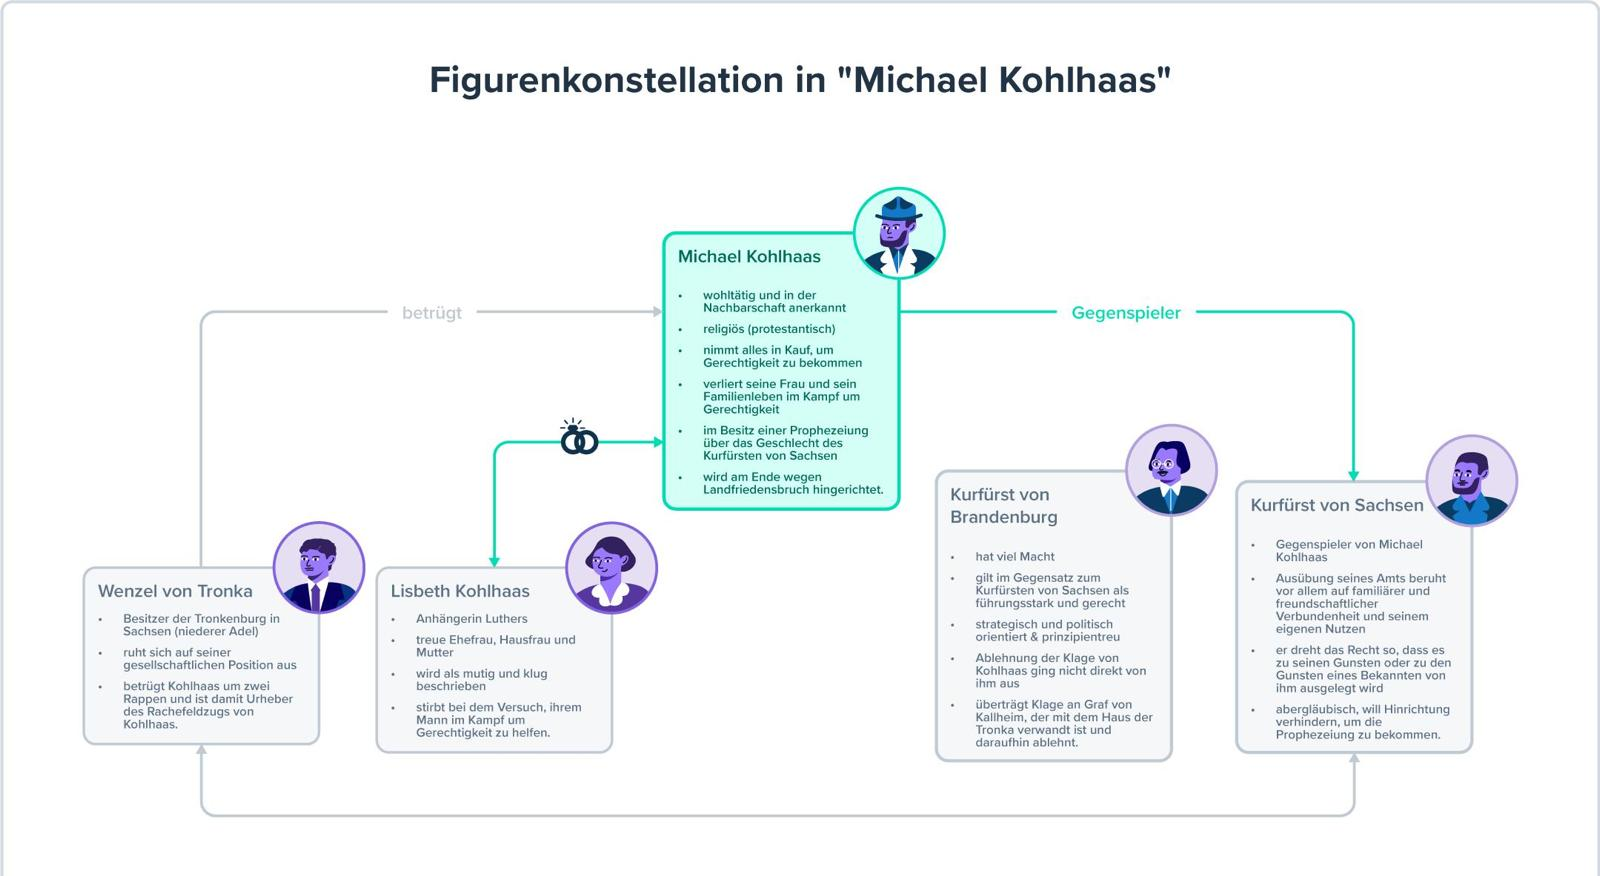 Figurenkonstellation in "Michael Kohlhaas"
Michael Kohlhaas
• wohltätig und in der
Nachbarschaft anerkannt
• religiös (protestantisch)
• nimmt alles in Kauf, um
Gerechtigkeit zu bekommen
• verliert seine Frau und sein
Familienleben im Kampf um
Gerechtigkeit
• im Besitz einer Prophezeiung
über das Geschlecht des
Kurfürsten von Sachsen
• wird am Ende wegen
Landfriedensbruch hingerichtet.
betrügt
Gegenspieler
Wenzel von Tronka
• Besitzer der Tronkenburg in
Sachsen (niederer Adel)
• ruht sich auf seiner
gesellschaftlichen Position aus
• betrügt Kohlhaas um zwei
Rappen und ist damit Urheber
des Rachefeldzugs von
Kohlhaas.
Lisbeth Kohlhaas
• Anhängerin Luthers
• treue Ehefrau, Hausfrau und
Mutter
• wird als mutig und klug
beschrieben
• stirbt bei dem Versuch, ihrem
Mann im Kampf um
Gerechtigkeit zu helfen.
Kurfürst von
Brandenburg
• hat viel Macht
• gilt im Gegensatz zum
Kurfürsten von Sachsen als
führungsstark und gerecht
• strategisch und politisch
orientiert & prinzipientreu
• Ablehnung der Klage von
Kohlhaas ging nicht direkt von
ihm aus
• überträgt Klage an Graf von
Kallheim, der mit dem Haus der
Tronka verwandt ist und
daraufhin ablehnt.
Kurfürst von Sachsen
• Gegenspieler von Michael
Kohlhaas
• Ausübung seines Amts beruht
vor allem auf familiärer und
freundschaftlicher
Verbundenheit und seinem
eigenen Nutzen
• er dreht das Recht so, dass es
zu seinen Gunsten oder zu den
Gunsten eines Bekannten von
ihm ausgelegt wird
• abergläubisch, will Hinrichtung
verhindern, um die
Prophezeiung zu bekommen.